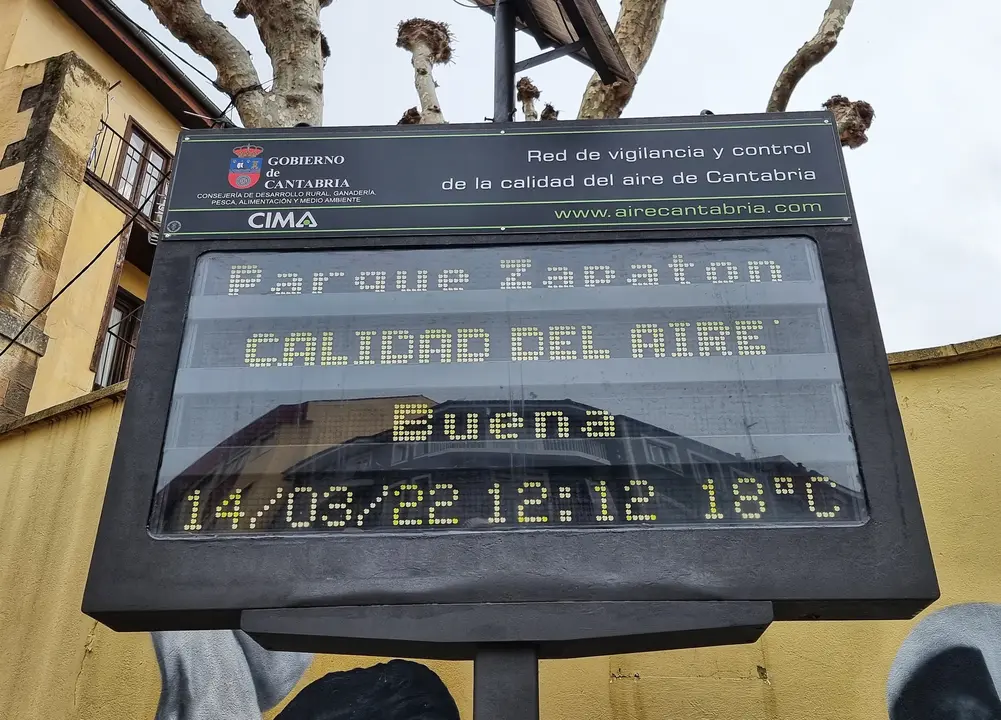 GOBIERNO
de
CANTABRIA
CONSEJERÍA DE DESARROLLO RURAL, GANADERÍA,
PESCA, ALIMENTACIÓN Y MEDIO AMBIENTE
CIMA
Red de vigilancia y control
de la calidad del aire de Cantabria
www.airecantabria.com
Parque Zapaton
CALIDAD DEL AIRE
Buena
14/03/22 12:12 18ºC